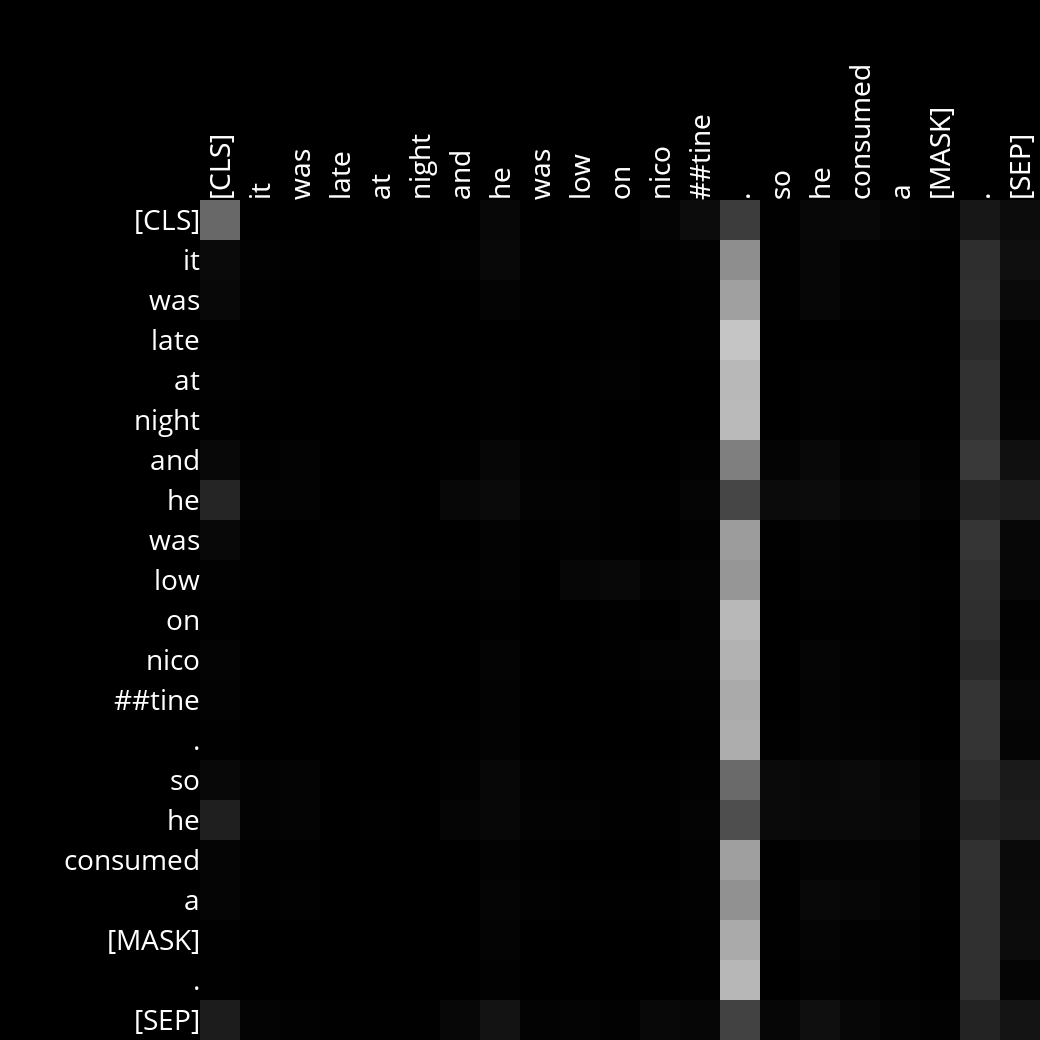 [CLS] it was late at night and he was low on nico ##tine . so he consumed a [MASK] . [SEP]
[CLS]
it
was
late
at
night
and
he
was
low
on
nico
##tine
.
so
he
consumed
a
[MASK]
.
[SEP]